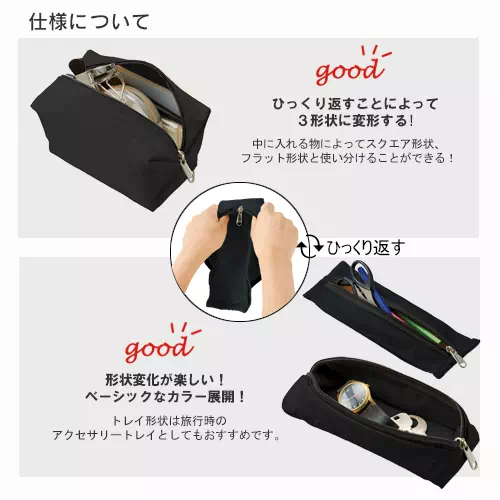 仕様について
good
ひっくり返すことによって
3形状に変形する!
中に入れる物によってスクエア形状、
フラット形状と使い分けることができる!
ひっくり返す
good
形状変化が楽しい!
ベーシックなカラー展開!
トレイ形状は旅行時の
アクセサリートレイとしてもおすすめです。